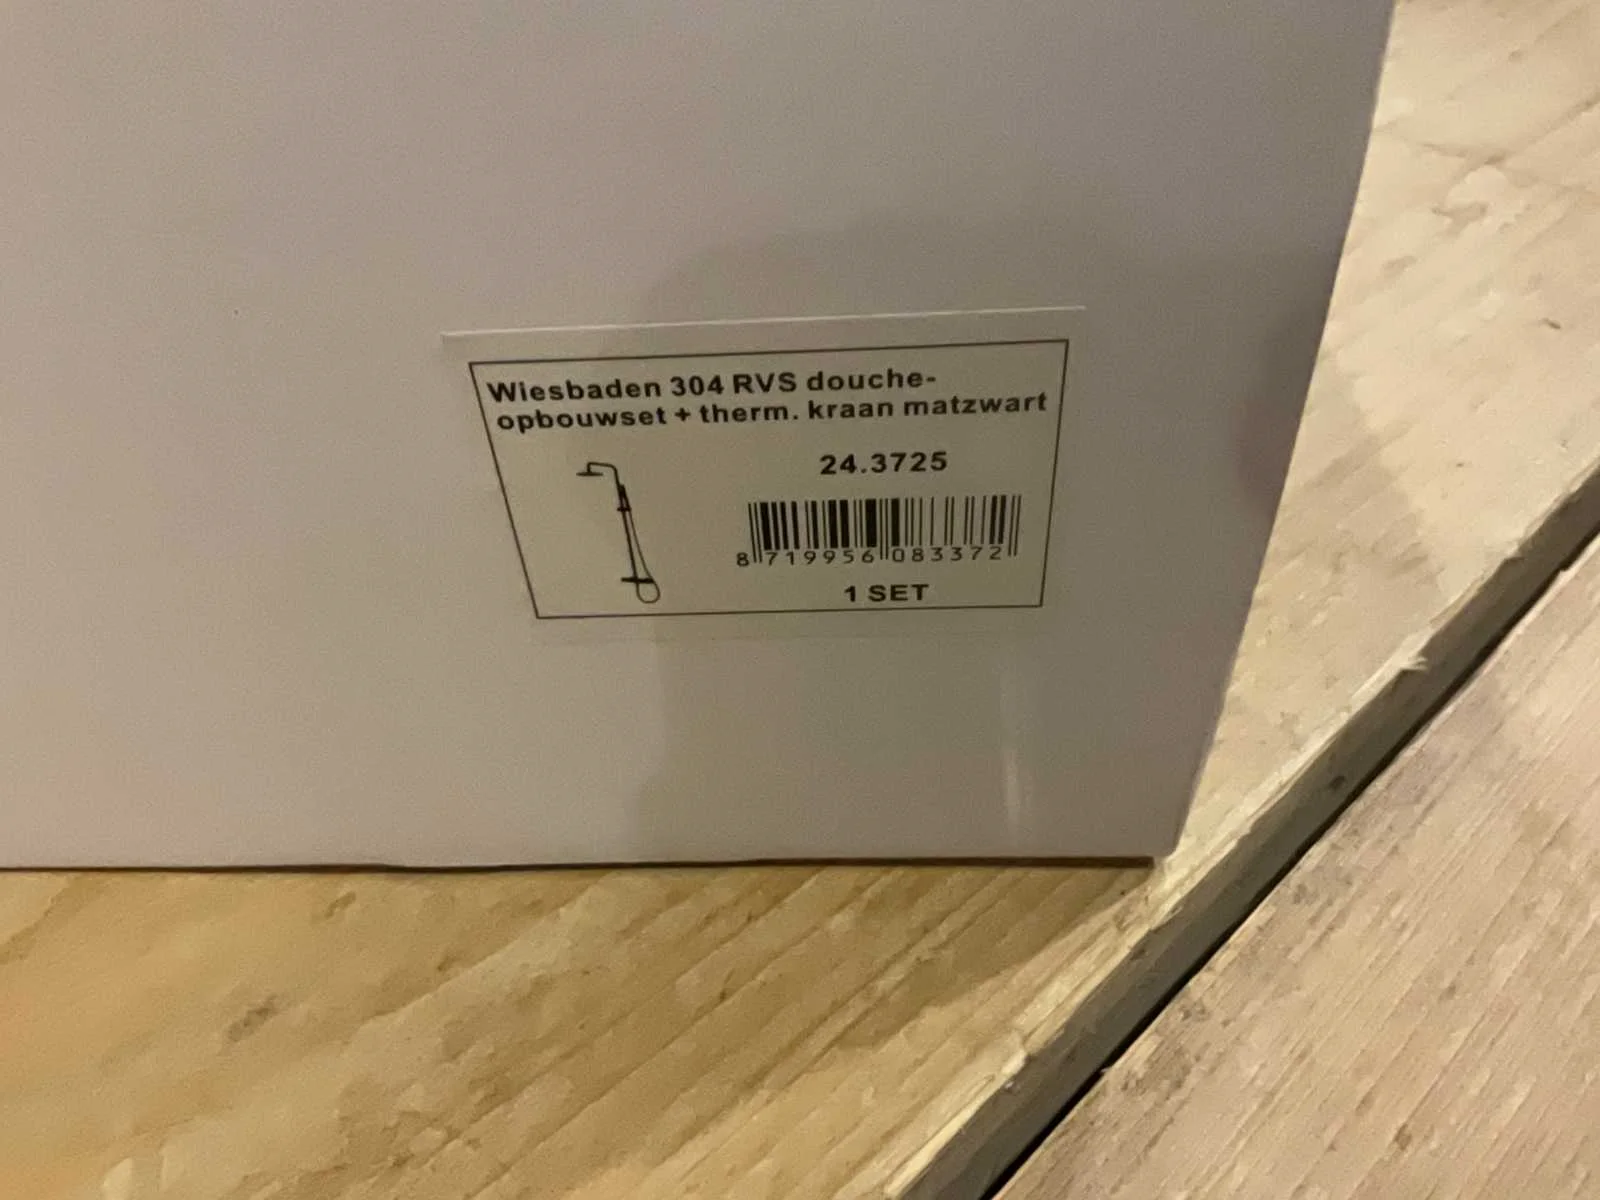 Wiesbaden 304 RVS douche-
opbouwset + therm. kraan matzwart
24.3725
8 719956 083372
1 SET